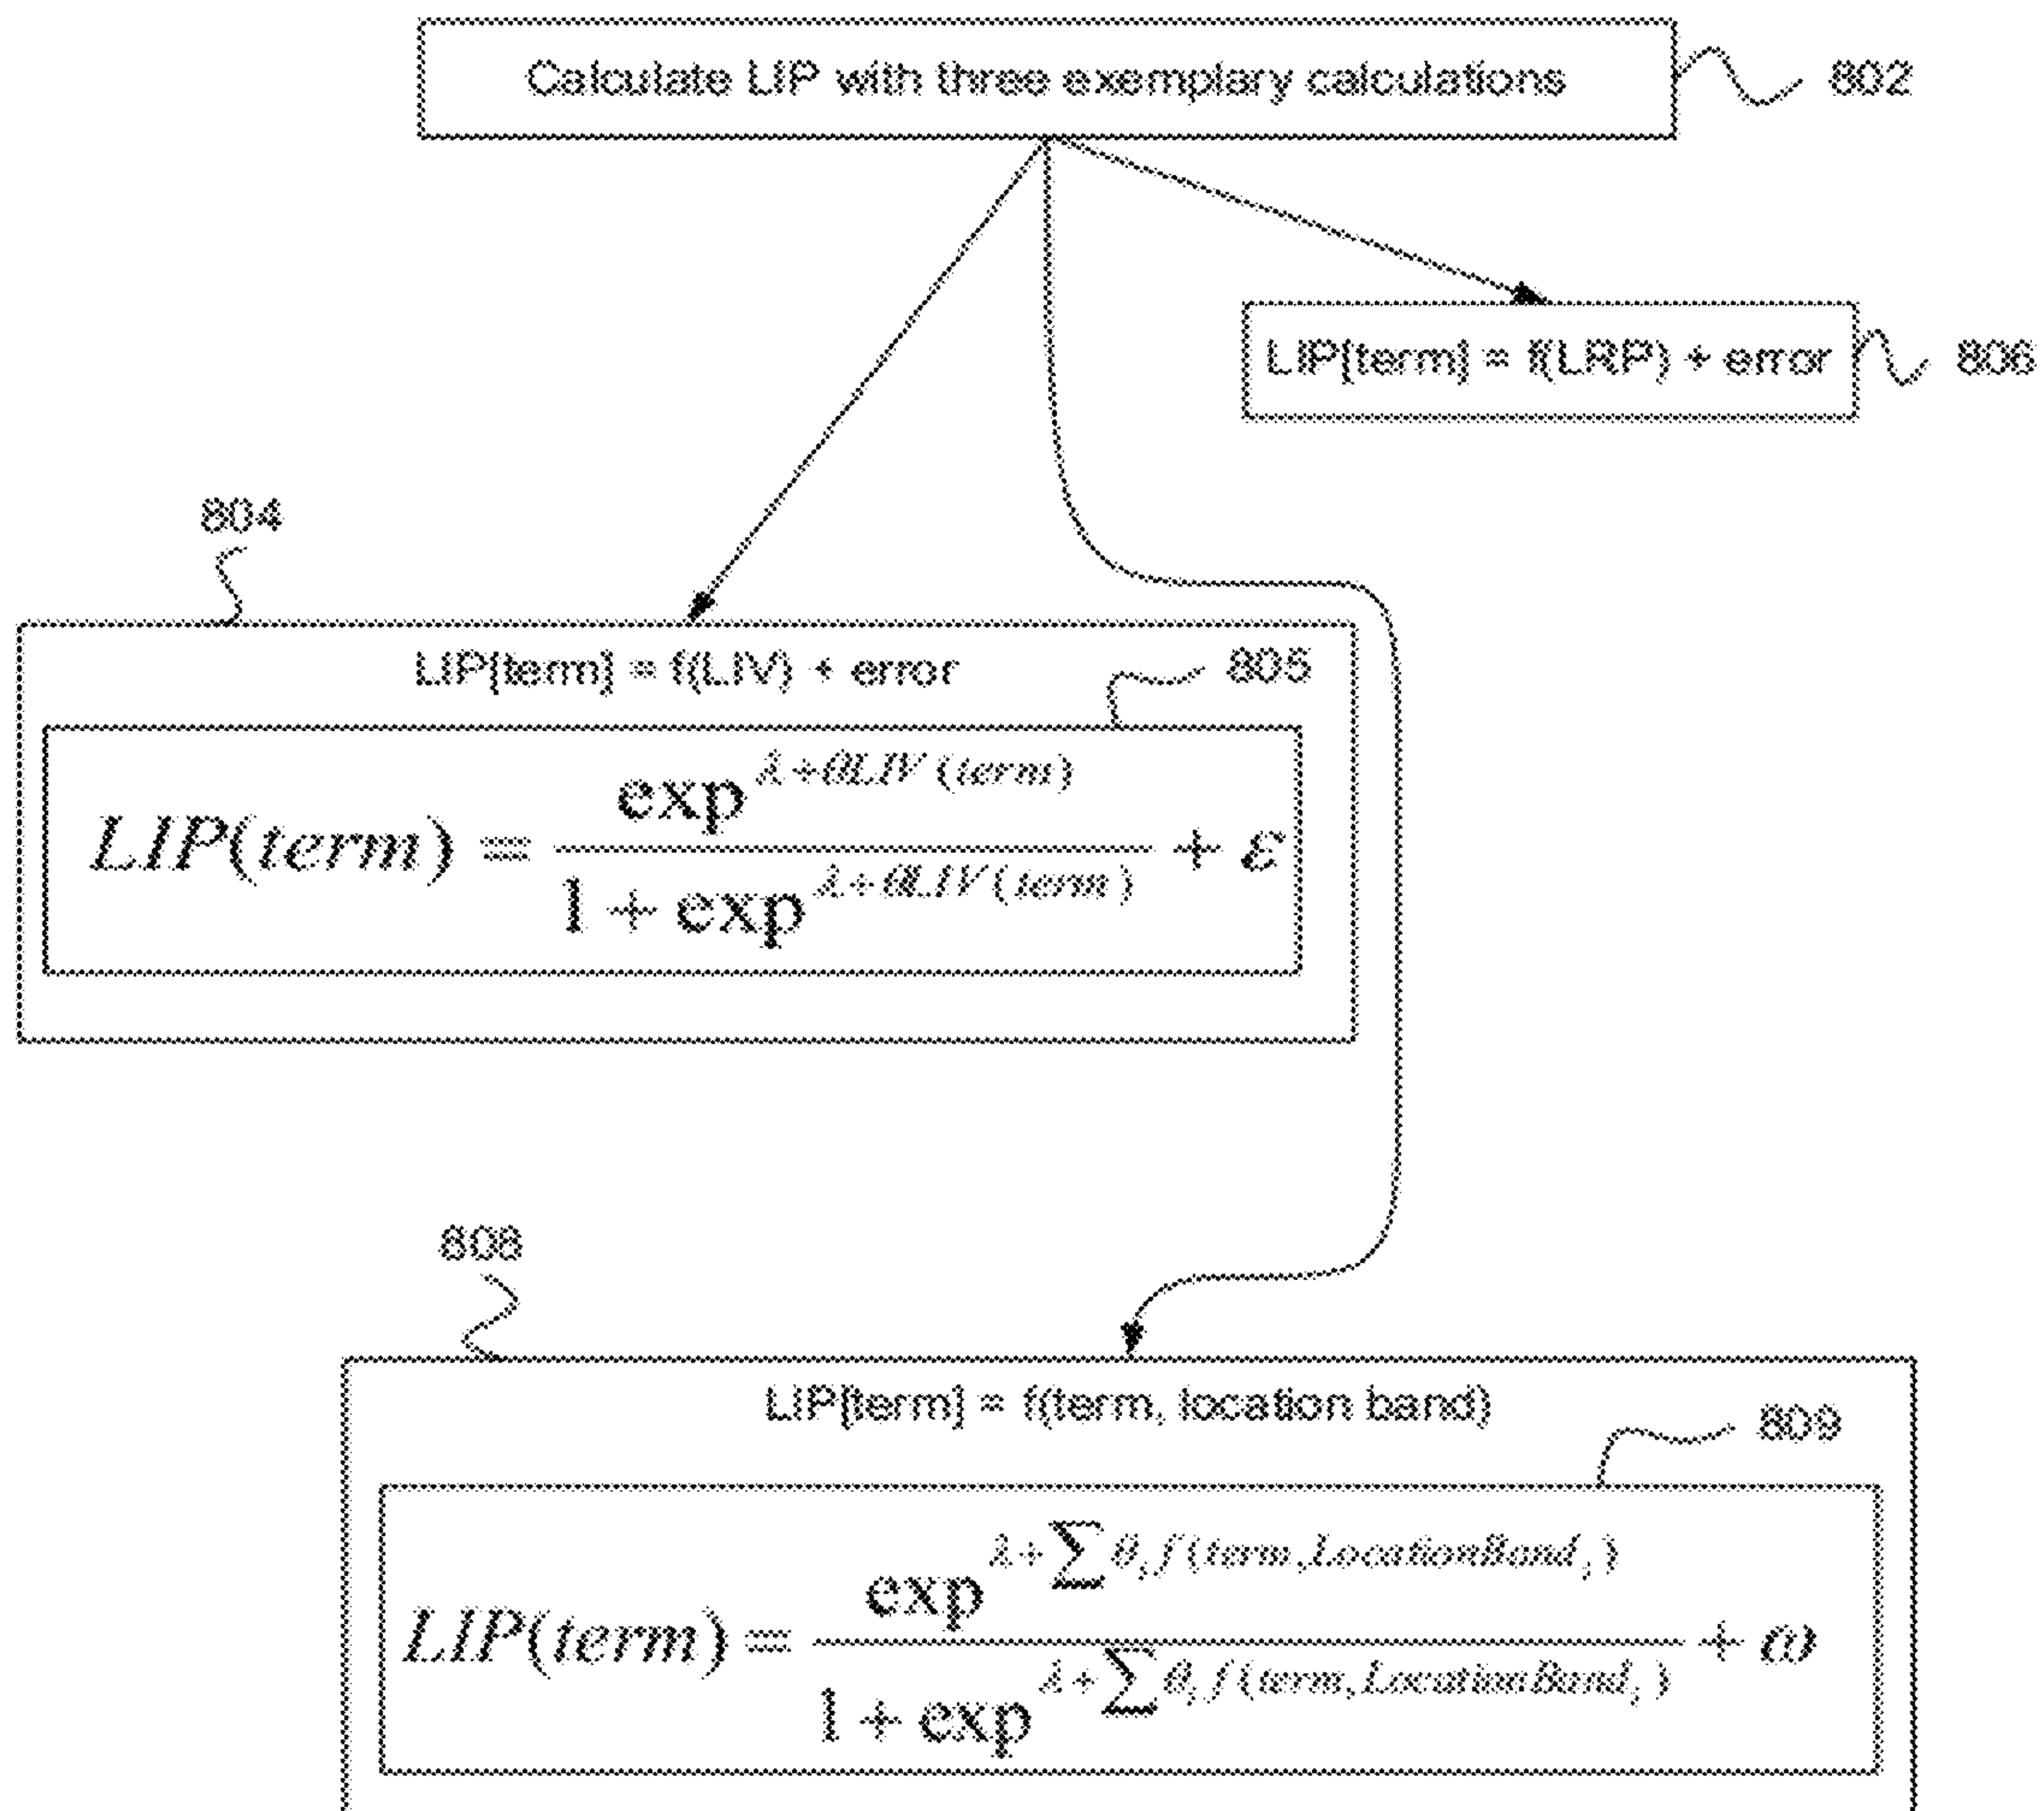 Calculate LIP with three exemplary calculations
802
LIP[term] = f(LRP) + error
806
804
LIP[term] = f(LIV) + error
805
LIP(term) = exp^{λ+θLIV(term)} / 1 + exp^{λ+θLIV(term)} + ε
808
LIP[term] = f(term, location band)
809
LIP(term) = exp^{λ+∑θ_i f(term,LocationBand_i)} / 1 + exp^{λ+∑θ_i f(term,LocationBand_i)} + ω